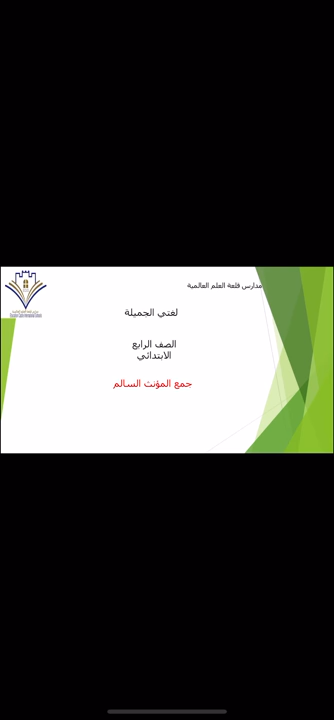 مدارس قلعة العلم العالمية
لغتي الجميلة
الصف الرابع
الابتدائي
جمع المؤنث السالم